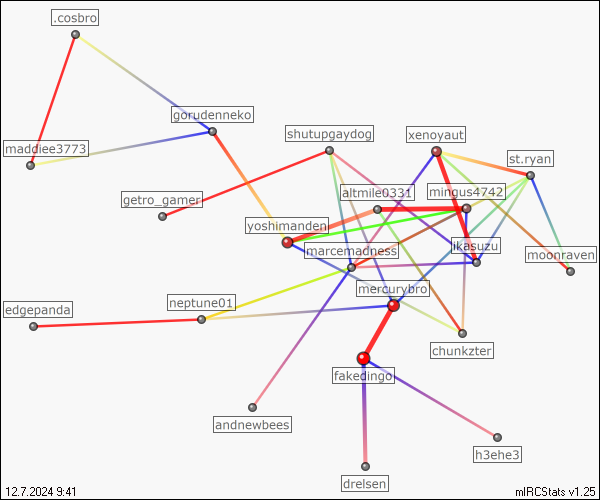 .cosbro
gorudenneko
shutupgaydog
xenoyaut
maddiee3773
st.ryan
getro_gamer
altmile0331
mingus4742
yoshimanden
marcemadness
ikasuzu
moonraven
mercurybro
edgepanda
neptune01
chunkzter
fakedingo
andnewbees
h3ehe3
drelsen
12.7.2024 9:41
mIRCStats v1.25